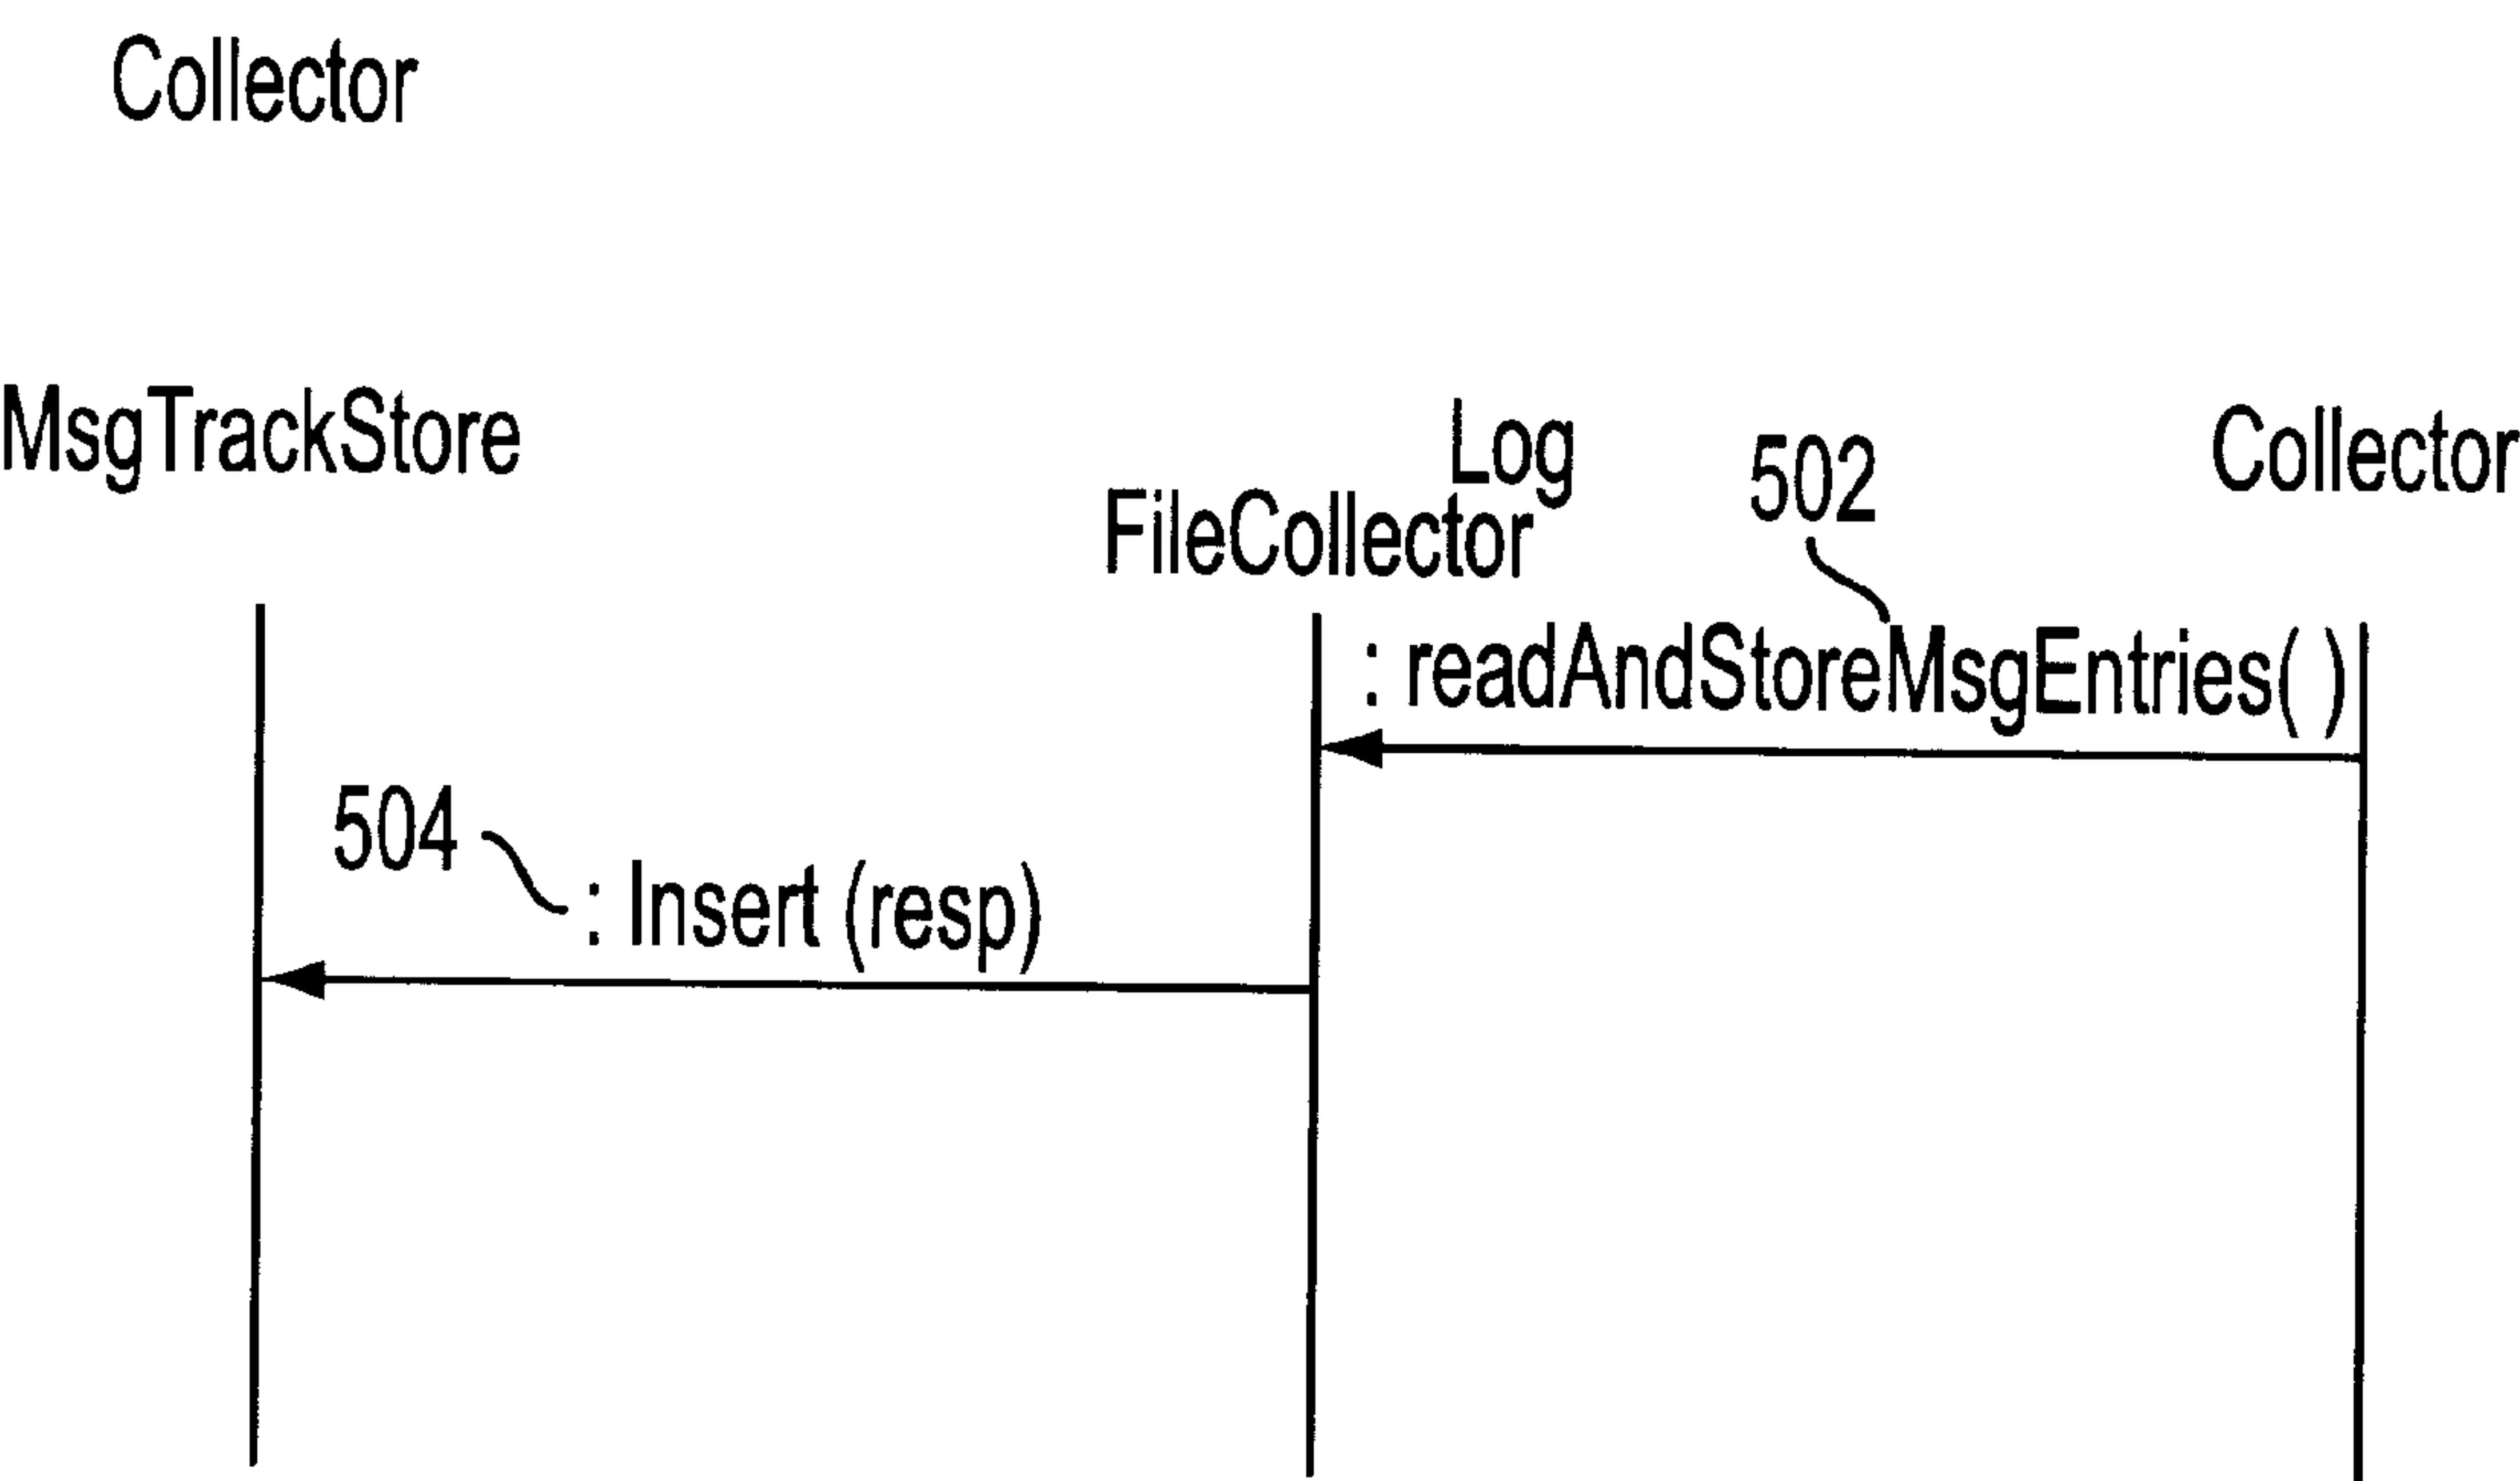 Collector
MsgTrackStore
Log
FileCollector
502
Collector
: readAndStoreMsgEntries( )
504
: Insert (resp)